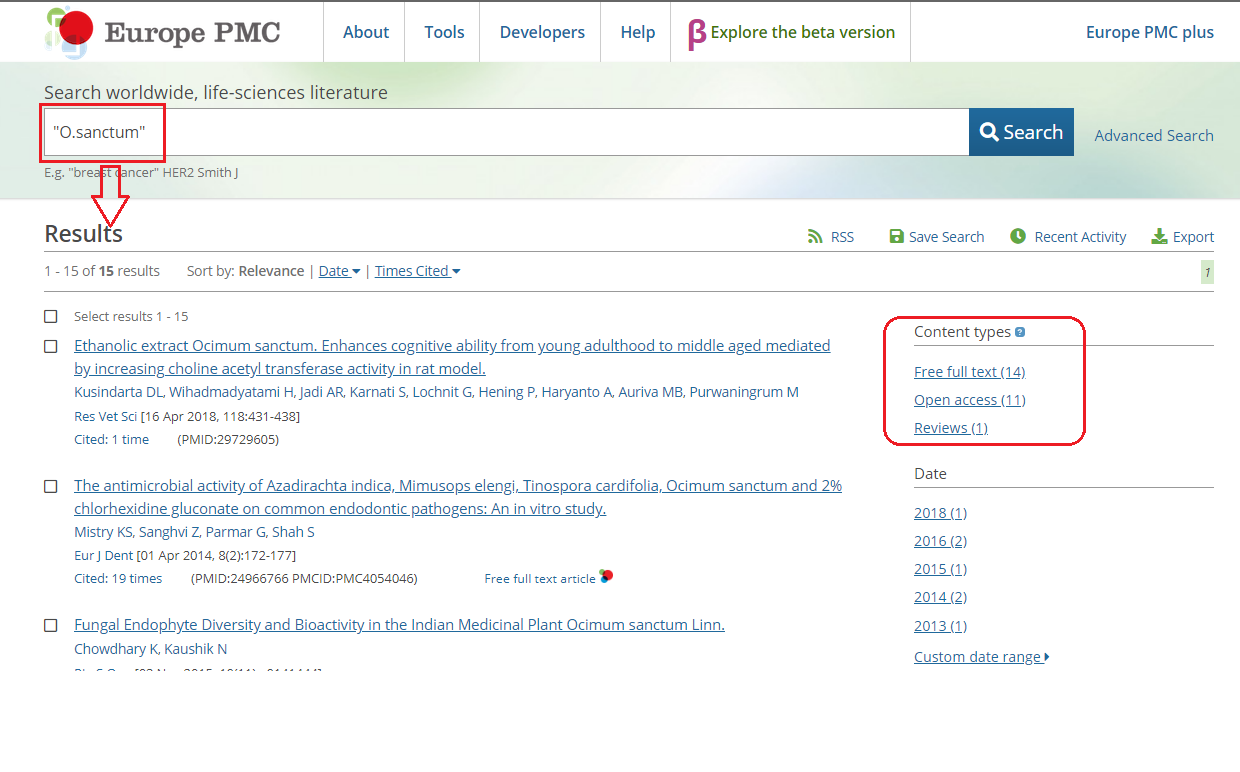 Europe PMC
About
Tools
Developers
Help
β Explore the beta version
Europe PMC plus
Search worldwide, life-sciences literature
"O.sanctum"
Search
Advanced Search
E.g. "breast cancer" HER2 Smith J
Results
RSS
Save Search
Recent Activity
Export
1 - 15 of 15 results
Sort by: Relevance | Date | Times Cited
1
Select results 1 - 15
Ethanolic extract Ocimum sanctum. Enhances cognitive ability from young adulthood to middle aged mediated
by increasing choline acetyl transferase activity in rat model.
Kusindarta DL, Wihadmadyatami H, Jadi AR, Karnati S, Lochnit G, Hening P, Haryanto A, Auriva MB, Purwaningrum M
Res Vet Sci [16 Apr 2018, 118:431-438]
Cited: 1 time (PMID:29729605)
The antimicrobial activity of Azadirachta indica, Mimusops elengi, Tinospora cardifolia, Ocimum sanctum and 2%
chlorhexidine gluconate on common endodontic pathogens: An in vitro study.
Mistry KS, Sanghvi Z, Parmar G, Shah S
Eur J Dent [01 Apr 2014, 8(2):172-177]
Cited: 19 times (PMID:24966766 PMCID:PMC4054046) Free full text article
Fungal Endophyte Diversity and Bioactivity in the Indian Medicinal Plant Ocimum sanctum Linn.
Chowdhary K, Kaushik N
Content types ?
Free full text (14)
Open access (11)
Reviews (1)
Date
2018 (1)
2016 (2)
2015 (1)
2014 (2)
2013 (1)
Custom date range